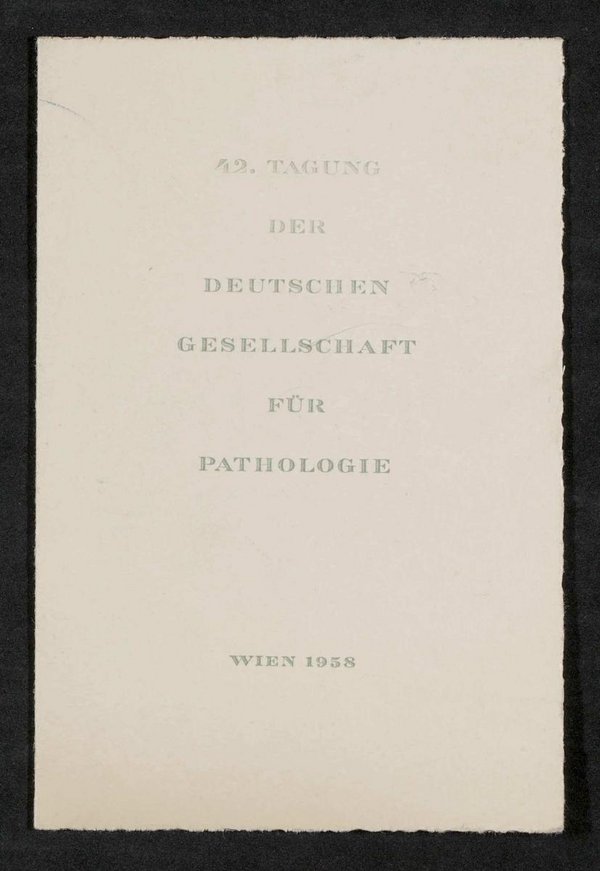 42. TAGUNG
DER
DEUTSCHEN
GESELLSCHAFT
FÜR
PATHOLOGIE
WIEN 1958